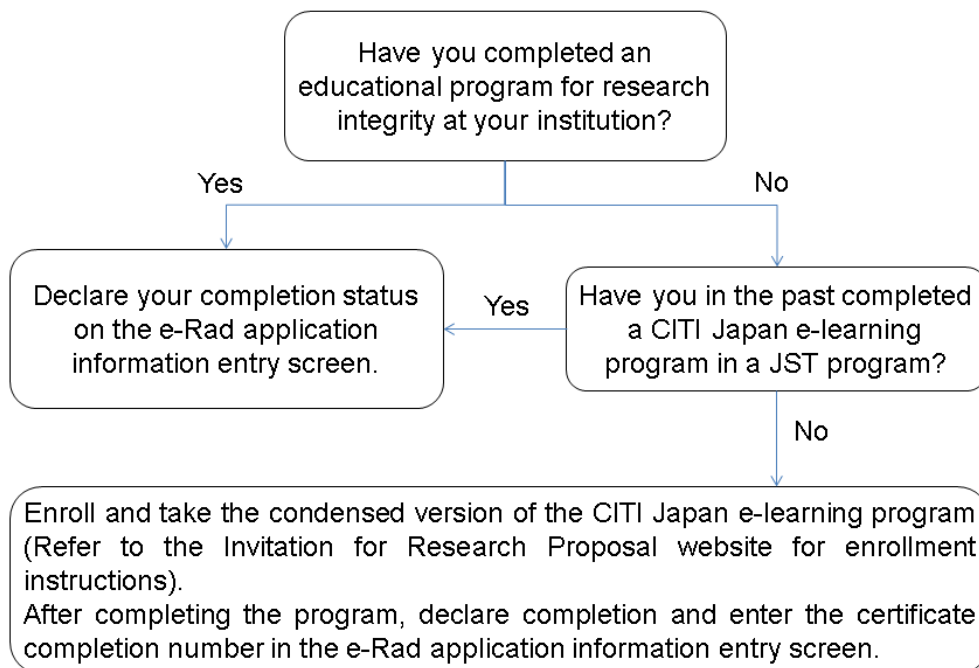 Have you completed an
educational program for research
integrity at your institution?
Yes
No
Declare your completion status
on the e-Rad application
information entry screen.
Yes
Have you in the past completed
a CITI Japan e-learning
program in a JST program?
No
Enroll and take the condensed version of the CITI Japan e-learning program
(Refer to the Invitation for Research Proposal website for enrollment
instructions).
After completing the program, declare completion and enter the certificate
completion number in the e-Rad application information entry screen.